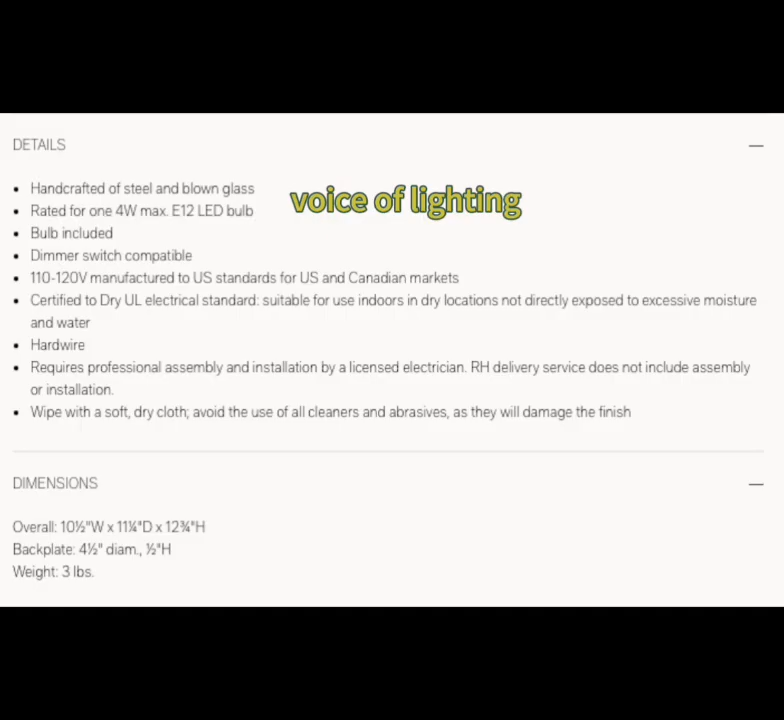 DETAILS
Handcrafted of steel and blown glass
voice of lighting
Rated for one 4W max. E12 LED bulb
Bulb included
Dimmer switch compatible
110-120V manufactured to US standards for US and Canadian markets
Certified to Dry UL electrical standard: suitable for use indoors in dry locations not directly exposed to excessive moisture
and water
Hardwire
Requires professional assembly and installation by a licensed electrician. RH delivery service does not include assembly
or installation.
Wipe with a soft, dry cloth; avoid the use of all cleaners and abrasives, as they will damage the finish
DIMENSIONS
Overall: 10½"W x 11¼"D x 12¾"H
Backplate: 4½" diam., ½"H
Weight: 3 lbs.